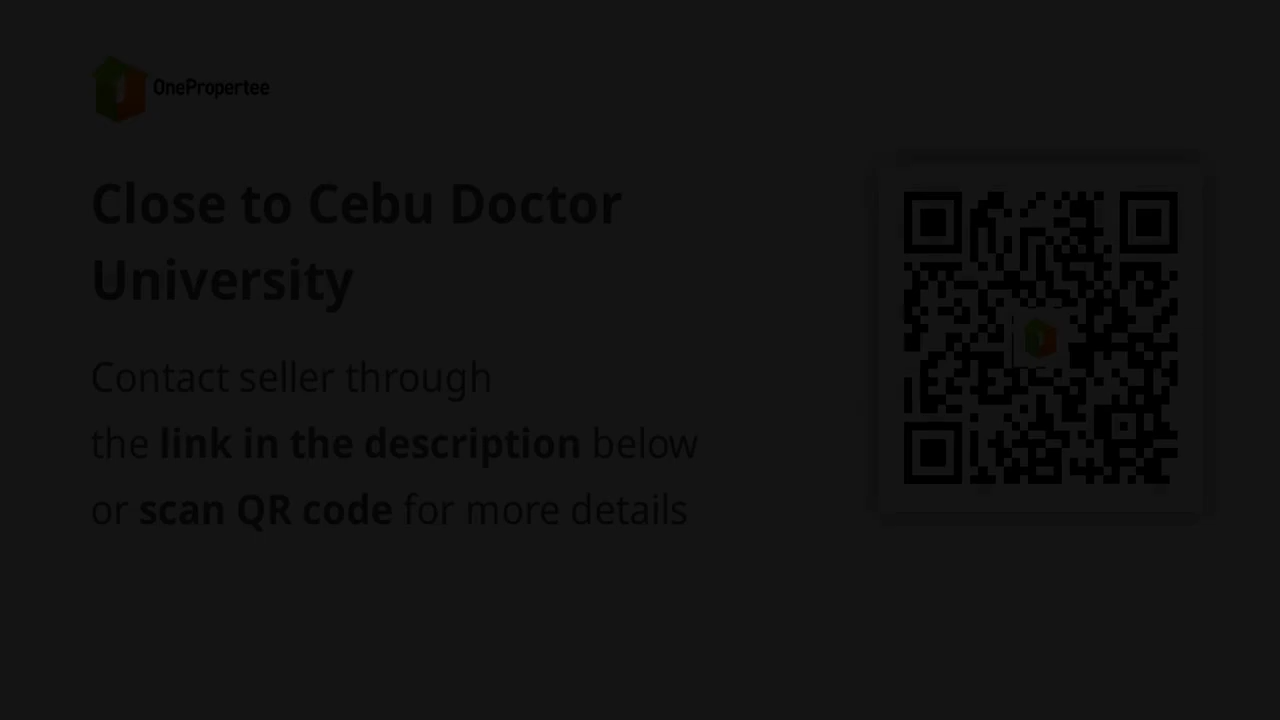 OnePropertee
Close to Cebu Doctor
University
Contact seller through
the link in the description below
or scan QR code for more details